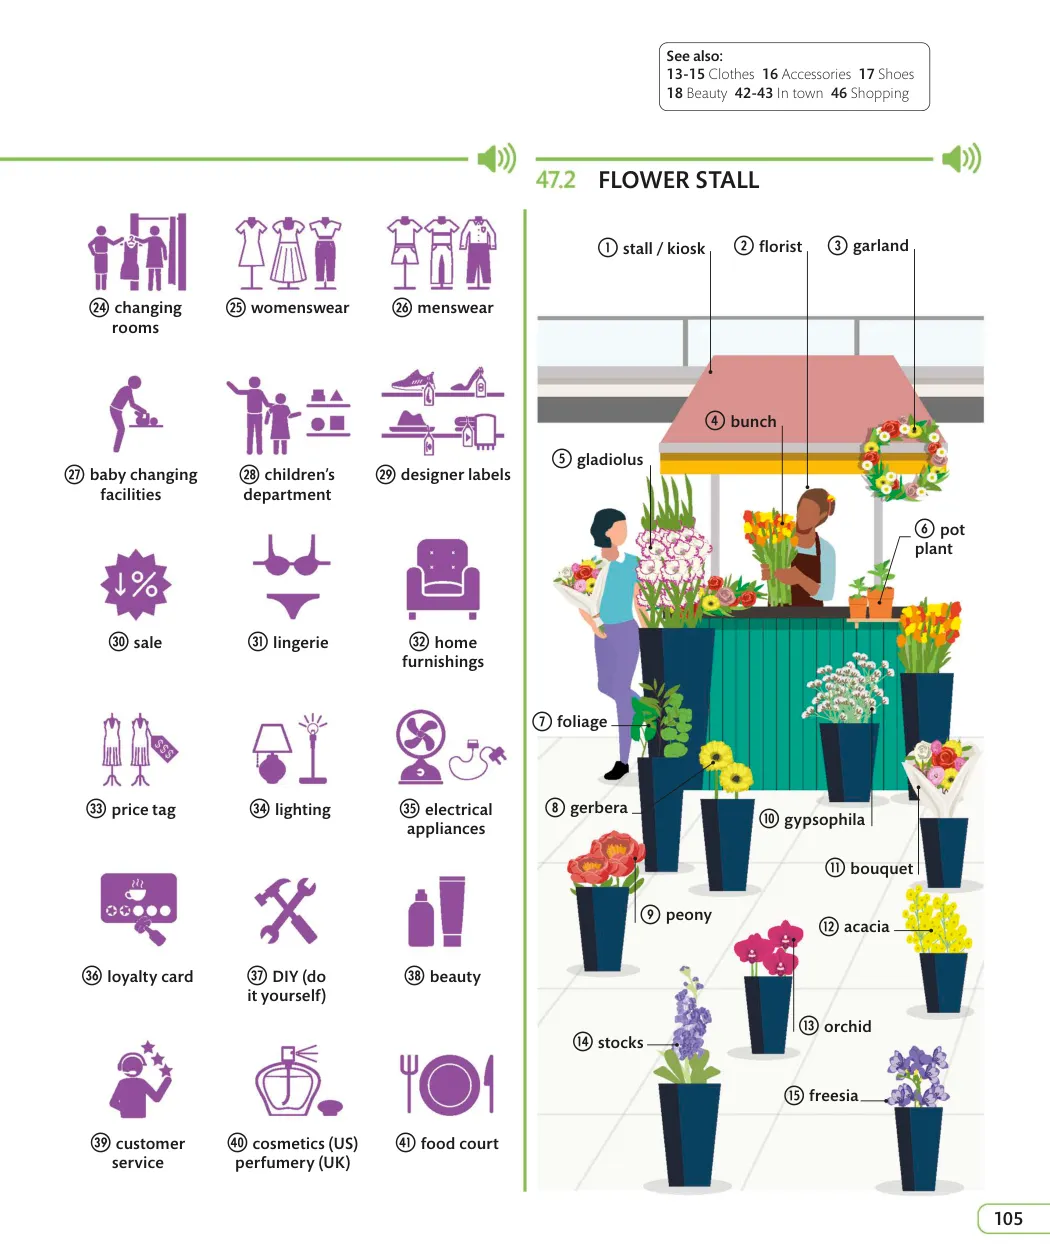 See also:
13-15 Clothes 16 Accessories 17 Shoes
18 Beauty 42-43 In town 46 Shopping
24 changing
rooms
25 womenswear
26 menswear
27 baby changing
facilities
28 children's
department
29 designer labels
30 sale
31 lingerie
32 home
furnishings
33 price tag
34 lighting
35 electrical
appliances
36 loyalty card
37 DIY (do
it yourself)
38 beauty
39 customer
service
40 cosmetics (US)
perfumery (UK)
41 food court
47.2 FLOWER STALL
1 stall / kiosk
2 florist
3 garland
4 bunch
5 gladiolus
6 pot
plant
7 foliage
8 gerbera
9 peony
10 gypsophila
11 bouquet
12 acacia
13 orchid
14 stocks
15 freesia
%
$$$
105